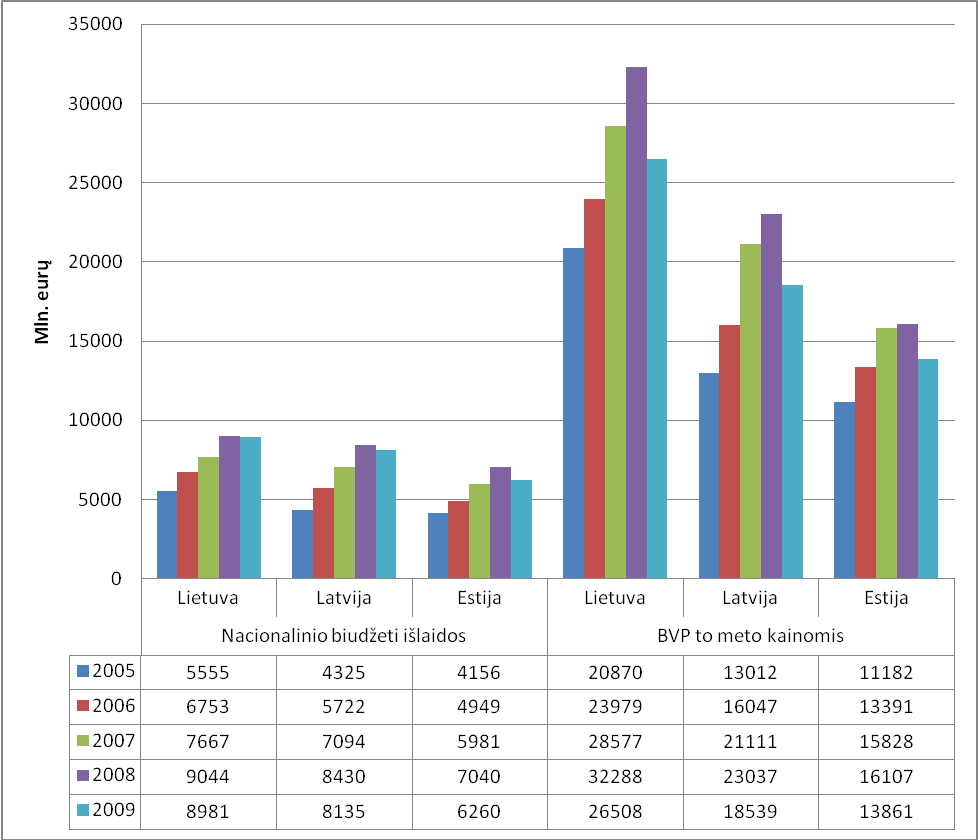 35000
30000
25000
20000
15000
10000
5000
0
Mln. eurų
Lietuva Latvija Estija Lietuva Latvija Estija
Nacionalinio biudžeti išlaidos BVP to meto kainomis
2005 5555 4325 4156 20870 13012 11182
2006 6753 5722 4949 23979 16047 13391
2007 7667 7094 5981 28577 21111 15828
2008 9044 8430 7040 32288 23037 16107
2009 8981 8135 6260 26508 18539 13861